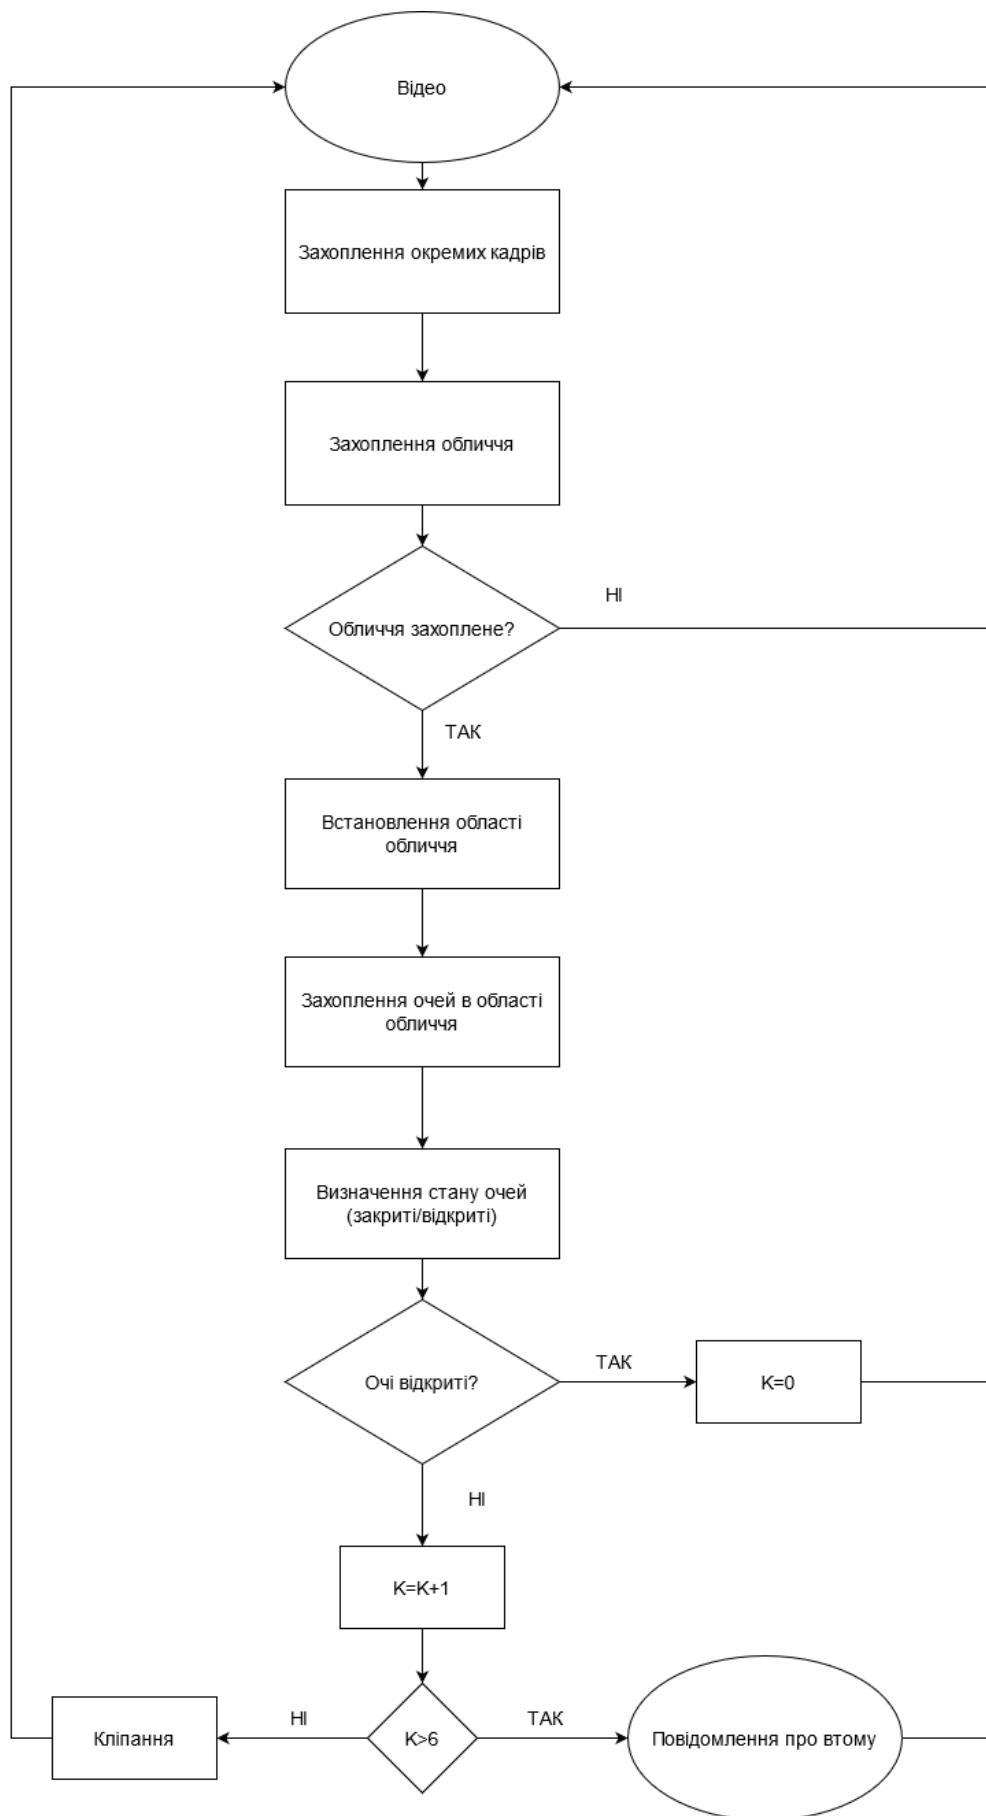 Відео
Захоплення окремих кадрів
Захоплення обличчя
НІ
Обличчя захоплене?
ТАК
Встановлення області
обличчя
Захоплення очей в області
обличчя
Визначення стану очей
(закриті/відкриті)
ТАК
Очі відкриті?
K=0
НІ
K=K+1
НІ
ТАК
Кліпання
K>6
Повідомлення про втому